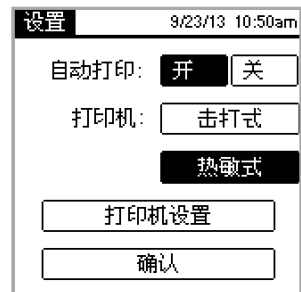 设置 9/23/13 10:50am
自动打印: 开 关
打印机: 击打式
热敏式
打印机设置
确认